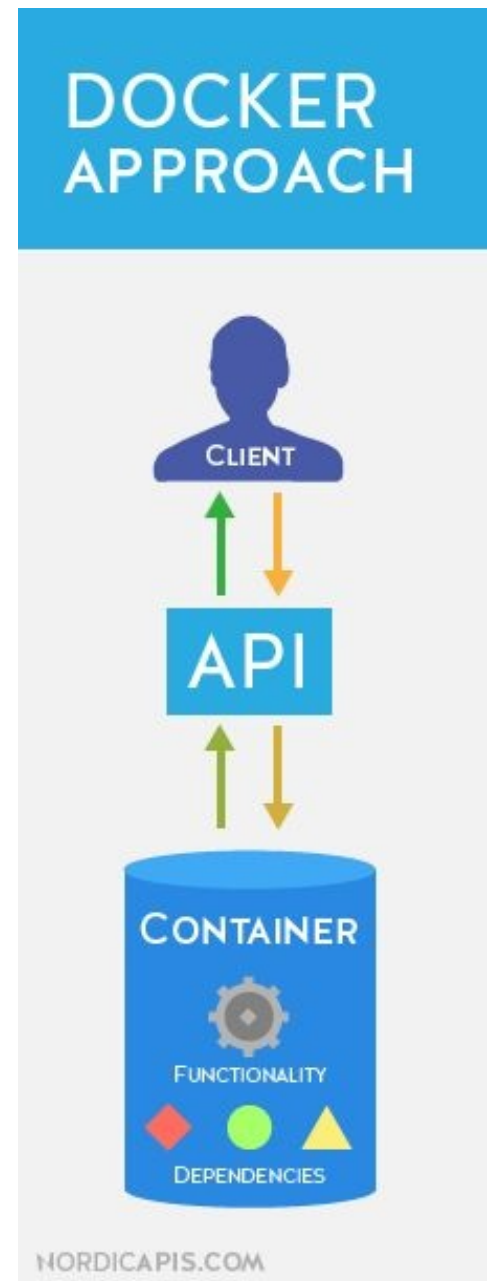 DOCKER
APPROACH
CLIENT
API
CONTAINER
FUNCTIONALITY
DEPENDENCIES
NORDICAPIS.COM